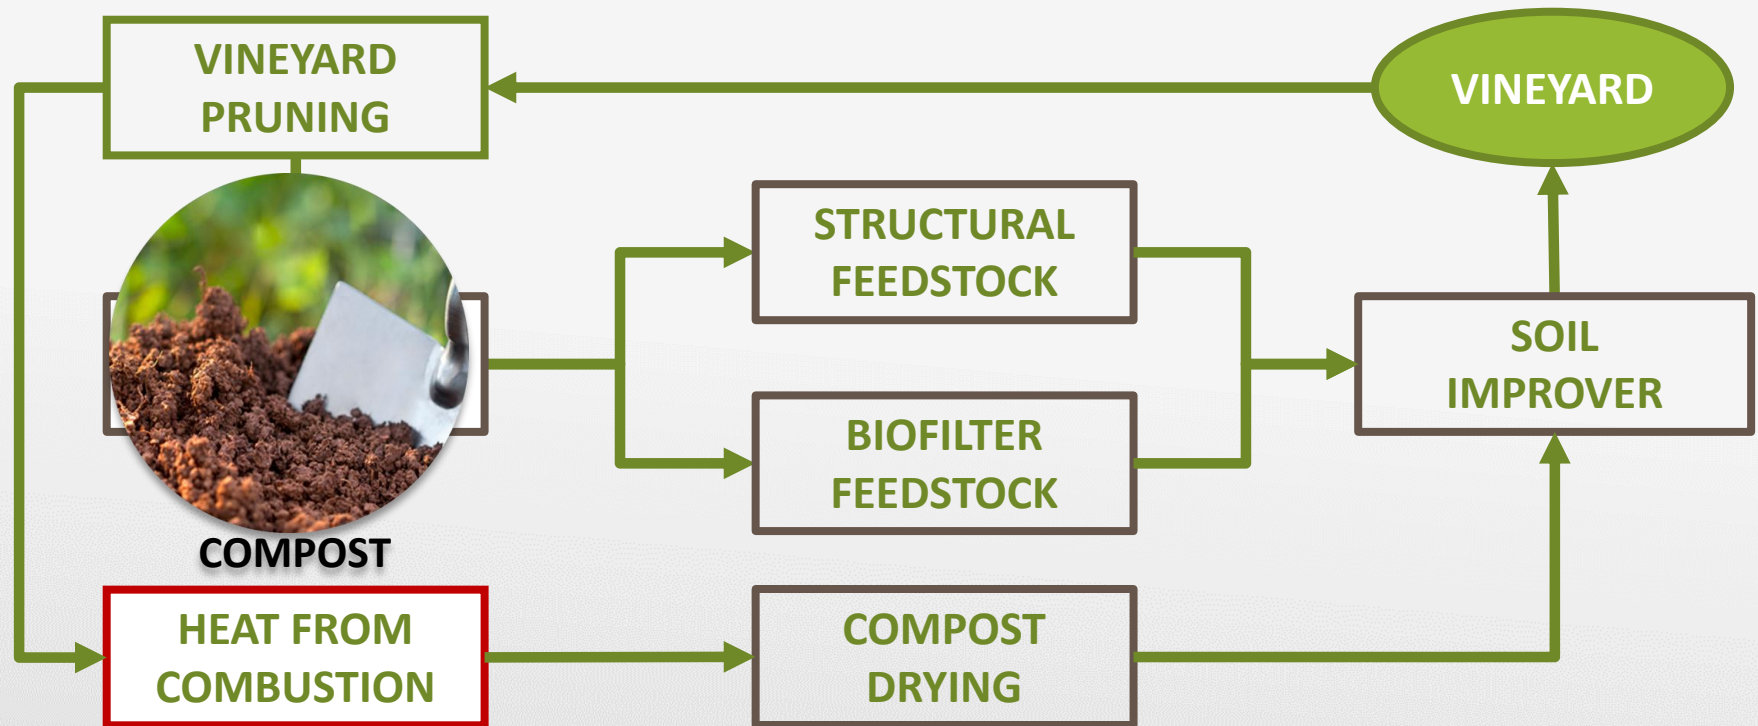 VINEYARD
PRUNING
VINEYARD
STRUCTURAL
FEEDSTOCK
SOIL
IMPROVER
BIOFILTER
FEEDSTOCK
COMPOST
HEAT FROM
COMBUSTION
COMPOST
DRYING